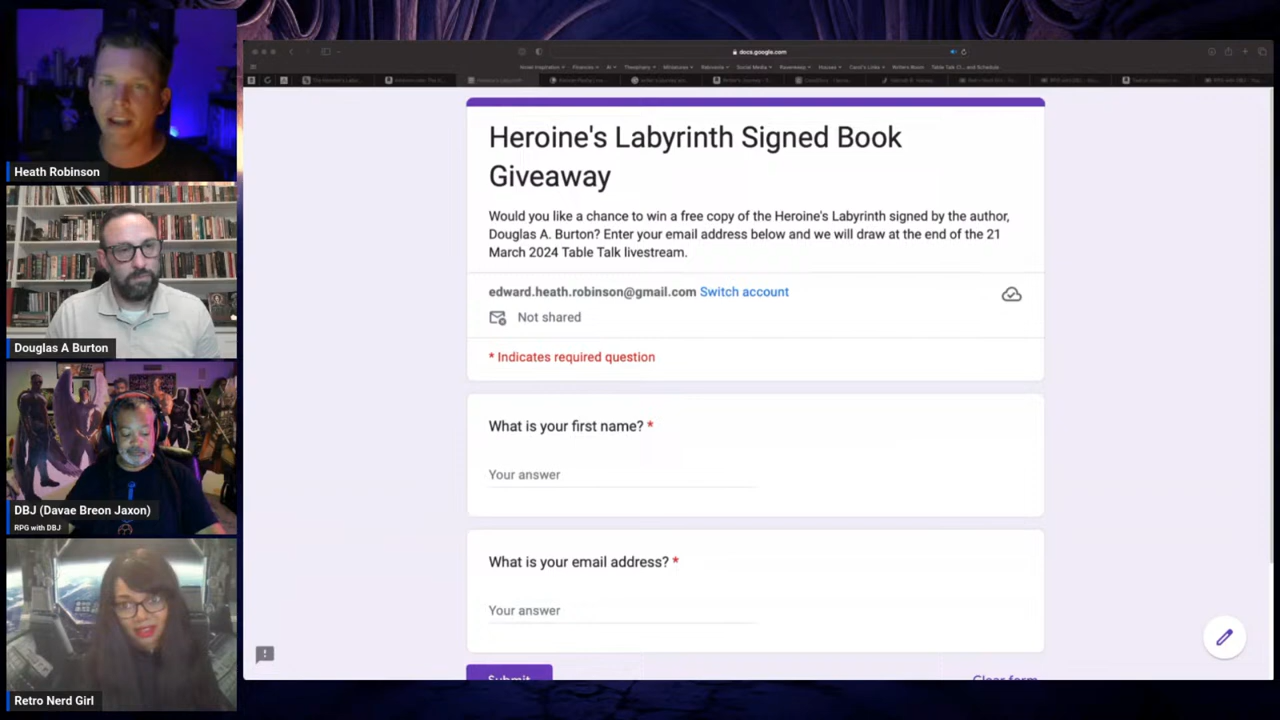 Heath Robinson
Douglas A Burton
DBJ (Davae Breon Jaxon)
RPG with DBJ
Retro Nerd Girl
docs.google.com
Heroine's Labyrinth Signed Book
Giveaway
Would you like a chance to win a free copy of the Heroine's Labyrinth signed by the author,
Douglas A. Burton? Enter your email address below and we will draw at the end of the 21
March 2024 Table Talk livestream.
edward.heath.robinson@gmail.com Switch account
Not shared
* Indicates required question
What is your first name? *
Your answer
What is your email address? *
Your answer
Submit
Clear form